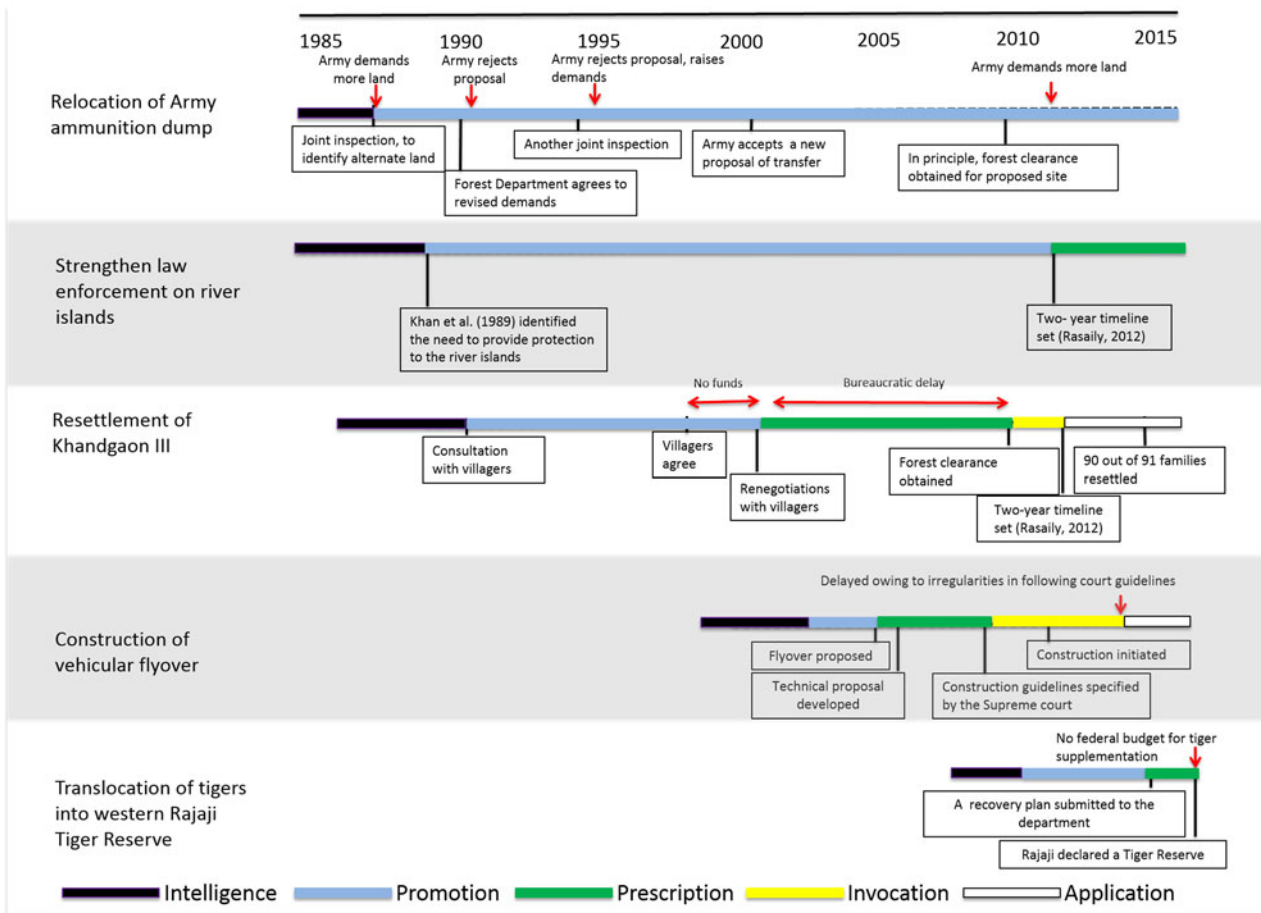 1985 1990 1995 2000 2005 2010 2015
Army demands
more land
Army rejects
proposal
Army rejects proposal, raises
demands
Army demands more land
Relocation of Army
ammunition dump
Joint inspection, to
identify alternate land
Forest Department agrees to
revised demands
Another joint inspection
Army accepts a new
proposal of transfer
In principle, forest clearance
obtained for proposed site
Strengthen law
enforcement on river
islands
Khan et al. (1989) identified
the need to provide protection
to the river islands
Two- year timeline
set (Rasaily, 2012)
Resettlement of
Khandgaon III
No funds
Bureaucratic delay
Consultation
with villagers
Villagers
agree
Renegotiations
with villagers
Forest clearance
obtained
Two-year timeline
set (Rasaily, 2012)
90 out of 91 families
resettled
Construction of
vehicular flyover
Delayed owing to irregularities in following court guidelines
Flyover proposed
Technical proposal
developed
Construction guidelines specified
by the Supreme court
Construction initiated
Translocation of tigers
into western Rajaji
Tiger Reserve
No federal budget for tiger
supplementation
A recovery plan submitted to the
department
Rajaji declared a Tiger Reserve
Intelligence Promotion Prescription Invocation Application